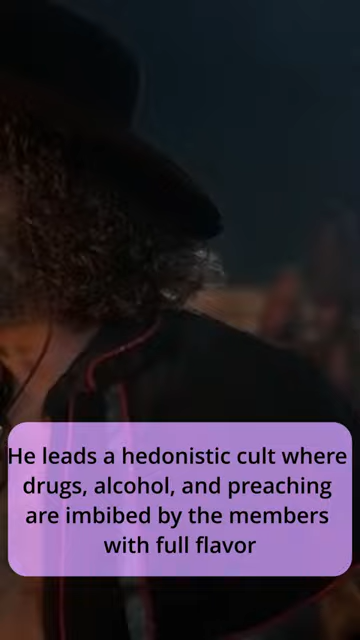 He leads a hedonistic cult where
drugs, alcohol, and preaching
are imbibed by the members
with full flavor